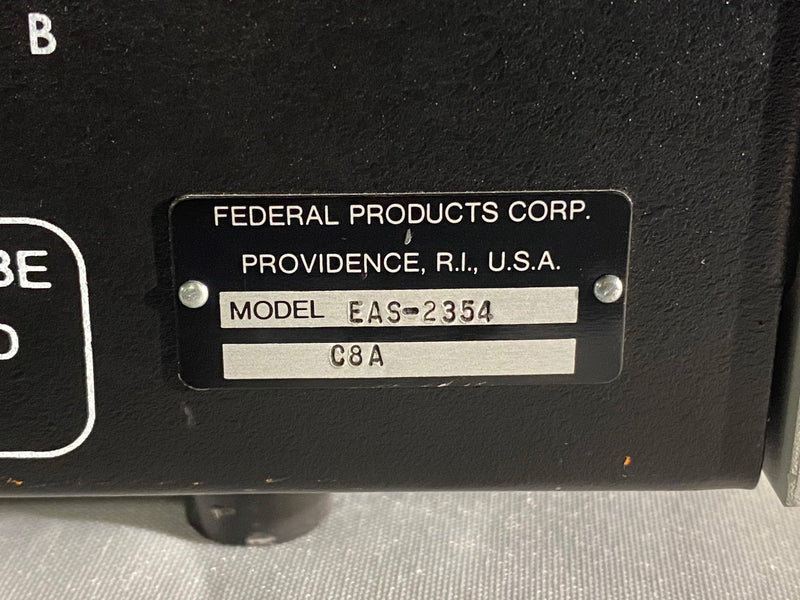 B
BE
FEDERAL PRODUCTS CORP.
PROVIDENCE, R.I., U.S.A.
MODEL EAS-2354
C8A